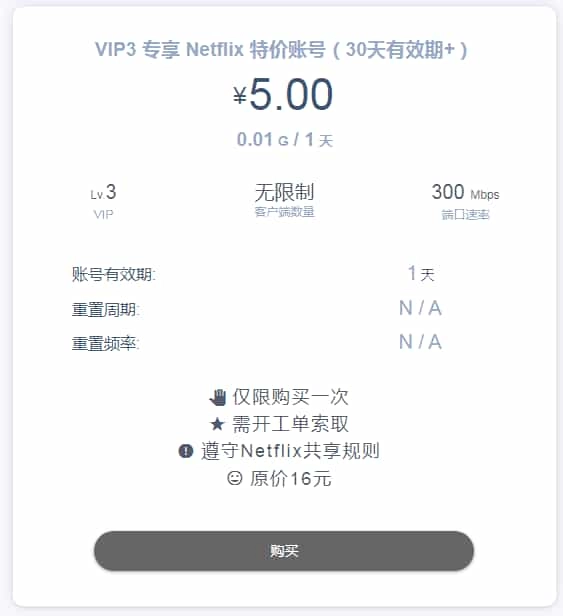 VIP3 专享 Netflix 特价账号 ( 30天有效期+ )
¥5.00
0.01 G / 1 天
Lv.3 无限制 300 Mbps
VIP 客户端数量 端口速率
账号有效期: 1 天
重置周期: N / A
重置频率: N / A
仅限购买一次
需开工单索取
遵守Netflix共享规则
原价16元
购买